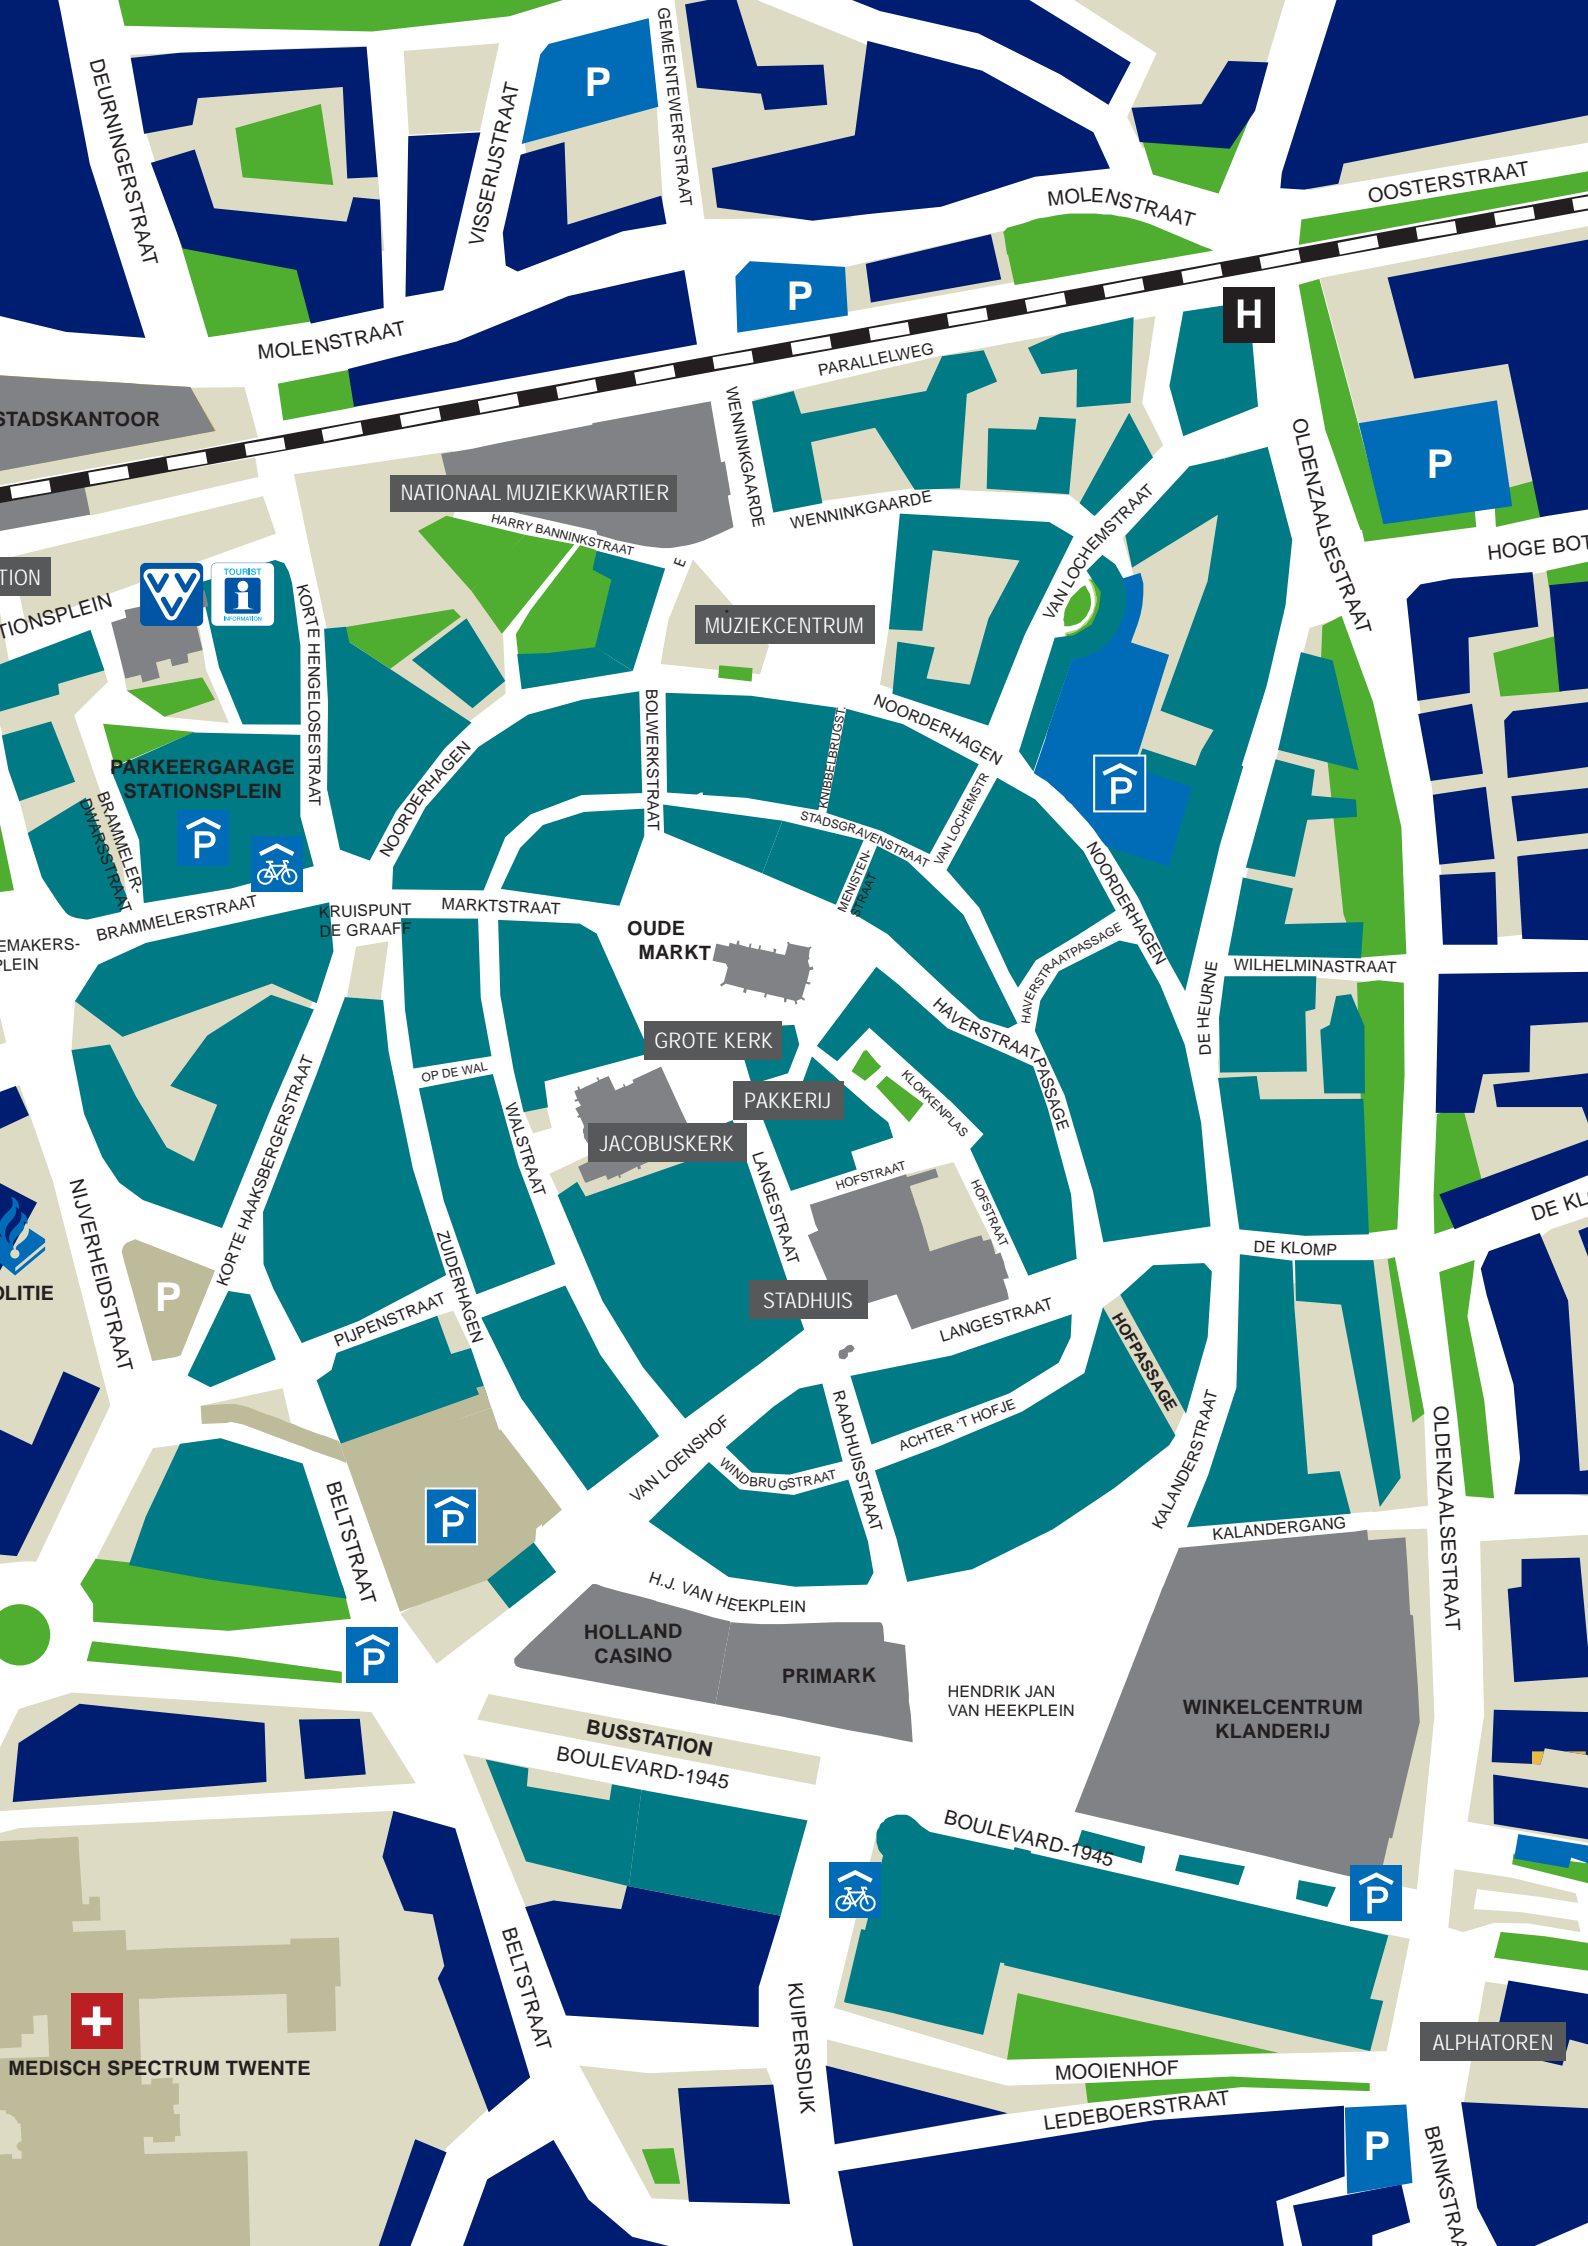 GEMEENTEWERFSTRAAT
DEURNINGERSTRAAT
P
VISSERIJSTRAAT
MOLENSTRAAT
OOSTERSTRAAT
P
H
MOLENSTRAAT
PARALLELWEG
STADSKANTOOR
WENNINKGAARDE
OLDENZAALSESTRAAT
P
NATIONAAL MUZIEKKWARTIER
WENNINKGAARDE
HARRY BANNINKSTRAAT
VAN LOCHEMSTRAAT
HOGE BOT
E
TION
TIONSPLEIN
VVV
TOURIST
i
INFORMATION
KORTE HENGELOSESTRAAT
MUZIEKCENTRUM
BOLWERKSTRAAT
NOORDERHAGEN
KNIBBELBRUGST.
NOORDERHAGEN
PARKEERGARAGE
STATIONSPLEIN
P
BRAMMELER-
DWARSSTRAAT
P
STADSGRAVENSTRAAT
VAN LOCHEMSTR
MENISTEN-
STRAAT
NOORDERHAGEN
BRAMMELERSTRAAT
KRUISPUNT
DE GRAAFF
MARKTSTRAAT
OUDE
MARKT
EMAKERS-
PLEIN
HAVERSTRAATPASSAGE
DE HEURNE
WILHELMINASTRAAT
HAVERSTRAATPASSAGE
GROTE KERK
OP DE WAL
PAKKERIJ
KLOKKENPLAS
WALSTRAAT
JACOBUSKERK
LANGESTRAAT
HOFSTRAAT
HOFSTRAAT
KORTE HAAKSBERGERSTRAAT
NIJVERHEIDSTRAAT
OLITIE
P
ZUIDERHAGEN
PIJPENSTRAAT
STADHUIS
LANGESTRAAT
DE KLOMP
DE KL
HOFPASSAGE
RAADHUISSTRAAT
ACHTER 'T HOFJE
KALANDERSTRAAT
OLDENZAALSESTRAAT
VAN LOENSHOF
WINDBRUGSTRAAT
BELTSTRAAT
P
KALANDERGANG
H.J. VAN HEEKPLEIN
P
HOLLAND
CASINO
PRIMARK
HENDRIK JAN
VAN HEEKPLEIN
WINKELCENTRUM
KLANDERIJ
BUSSTATION
BOULEVARD-1945
BOULEVARD-1945
P
BELTSTRAAT
KUIPERSDIJK
MEDISCH SPECTRUM TWENTE
ALPHATOREN
MOOIENHOF
LEDEBOERSTRAAT
P
BRINKSTRAA